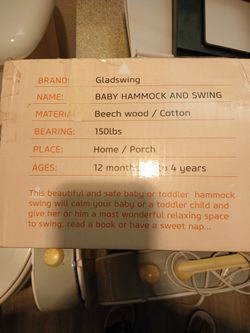 BRAND: Gladswing
NAME: BABY HAMMOCK AND SWING
MATERIAL: Beech wood / Cotton
BEARING: 150lbs
PLACE: Home / Porch
AGES: 12 months to 4 years
This beautiful and safe baby or toddler hammock
swing will calm your baby or a toddler child and
give her or him a most wonderful relaxing space
to swing, read a book or have a sweet nap...